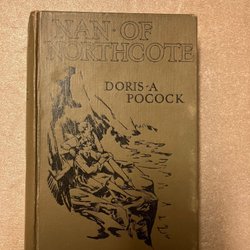 NAN·OF
NORTHCOTE
DORIS·A
POCOCK